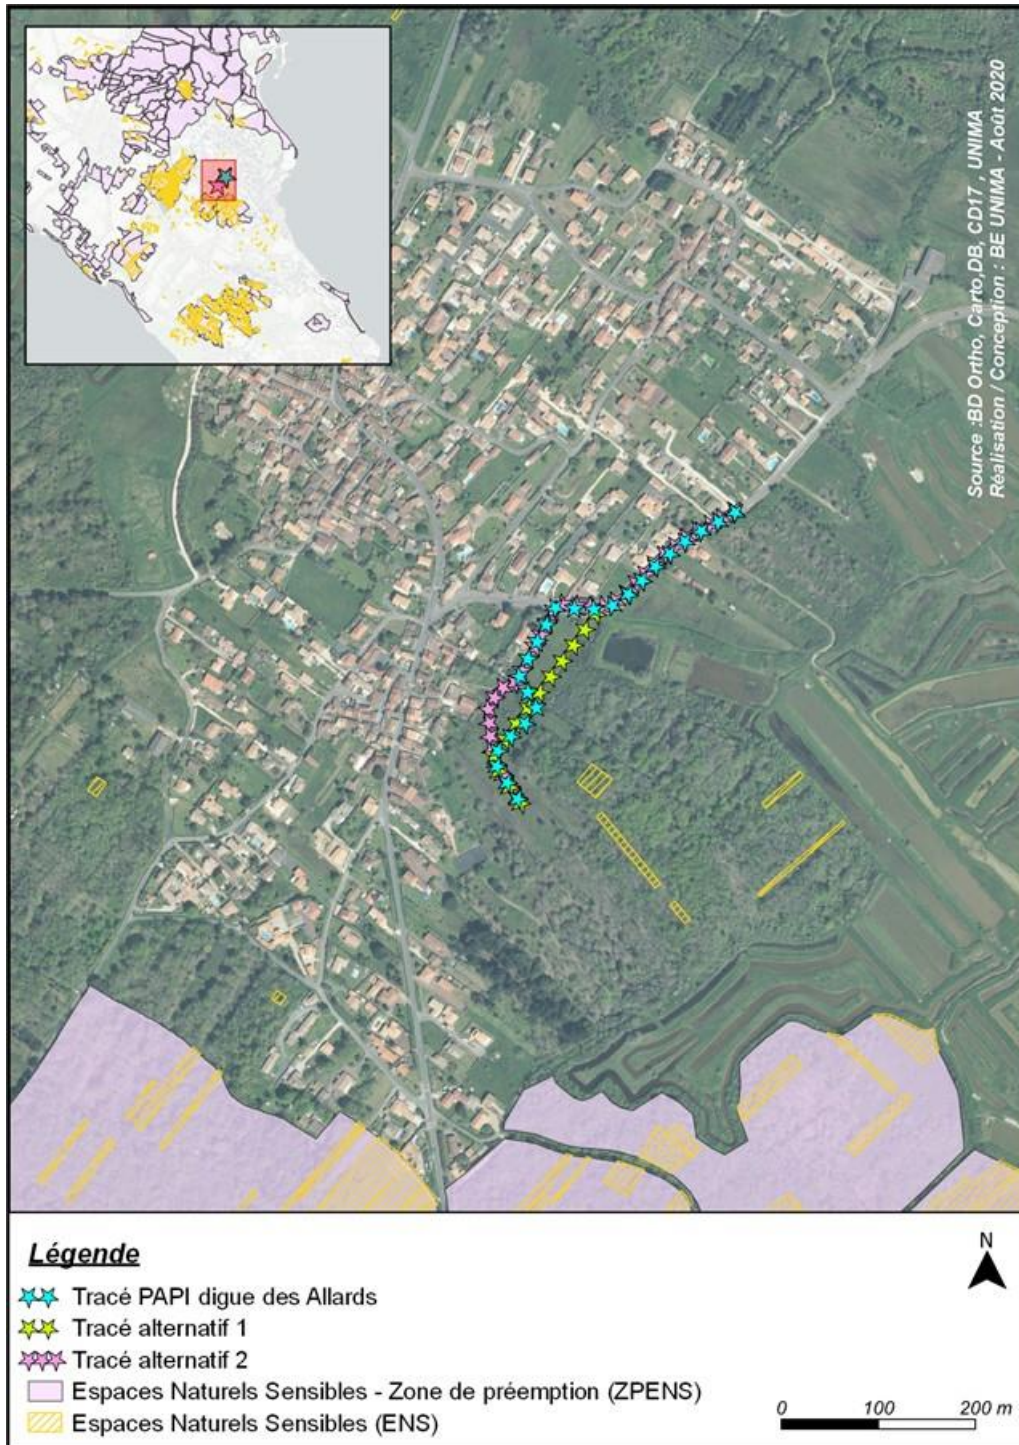 Source :BD Ortho, Carto,DB, CD17 , UNIMA
Réalisation / Conception : BE UNIMA - Août 2020
Légende
Tracé PAPI digue des Allards
Tracé alternatif 1
Tracé alternatif 2
Espaces Naturels Sensibles - Zone de préemption (ZPENS)
Espaces Naturels Sensibles (ENS)
N
0 100 200 m